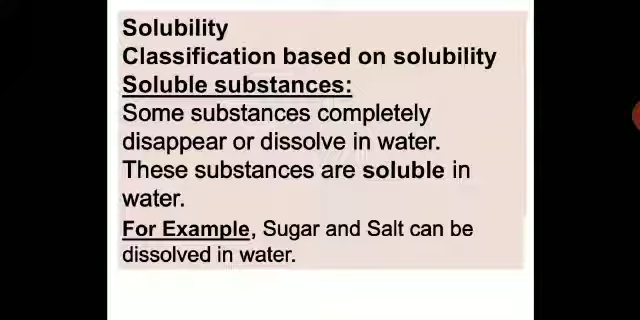 Solubility
Classification based on solubility
Soluble substances:
Some substances completely
disappear or dissolve in water.
These substances are soluble in
water.
For Example, Sugar and Salt can be
dissolved in water.